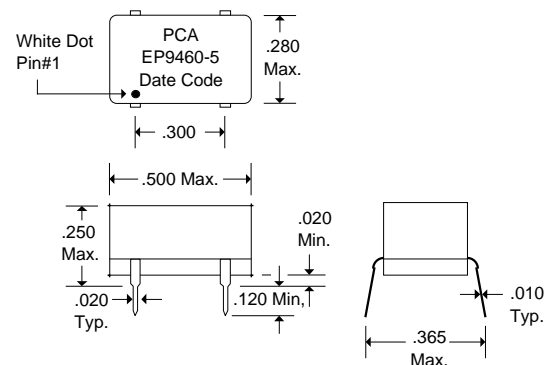 White Dot
Pin#1
PCA
EP9460-5
Date Code
.280
Max.
.300
.500 Max.
.250
Max.
.020
Min.
.020
Typ.
.120 Min,
.010
Typ.
.365
Max.